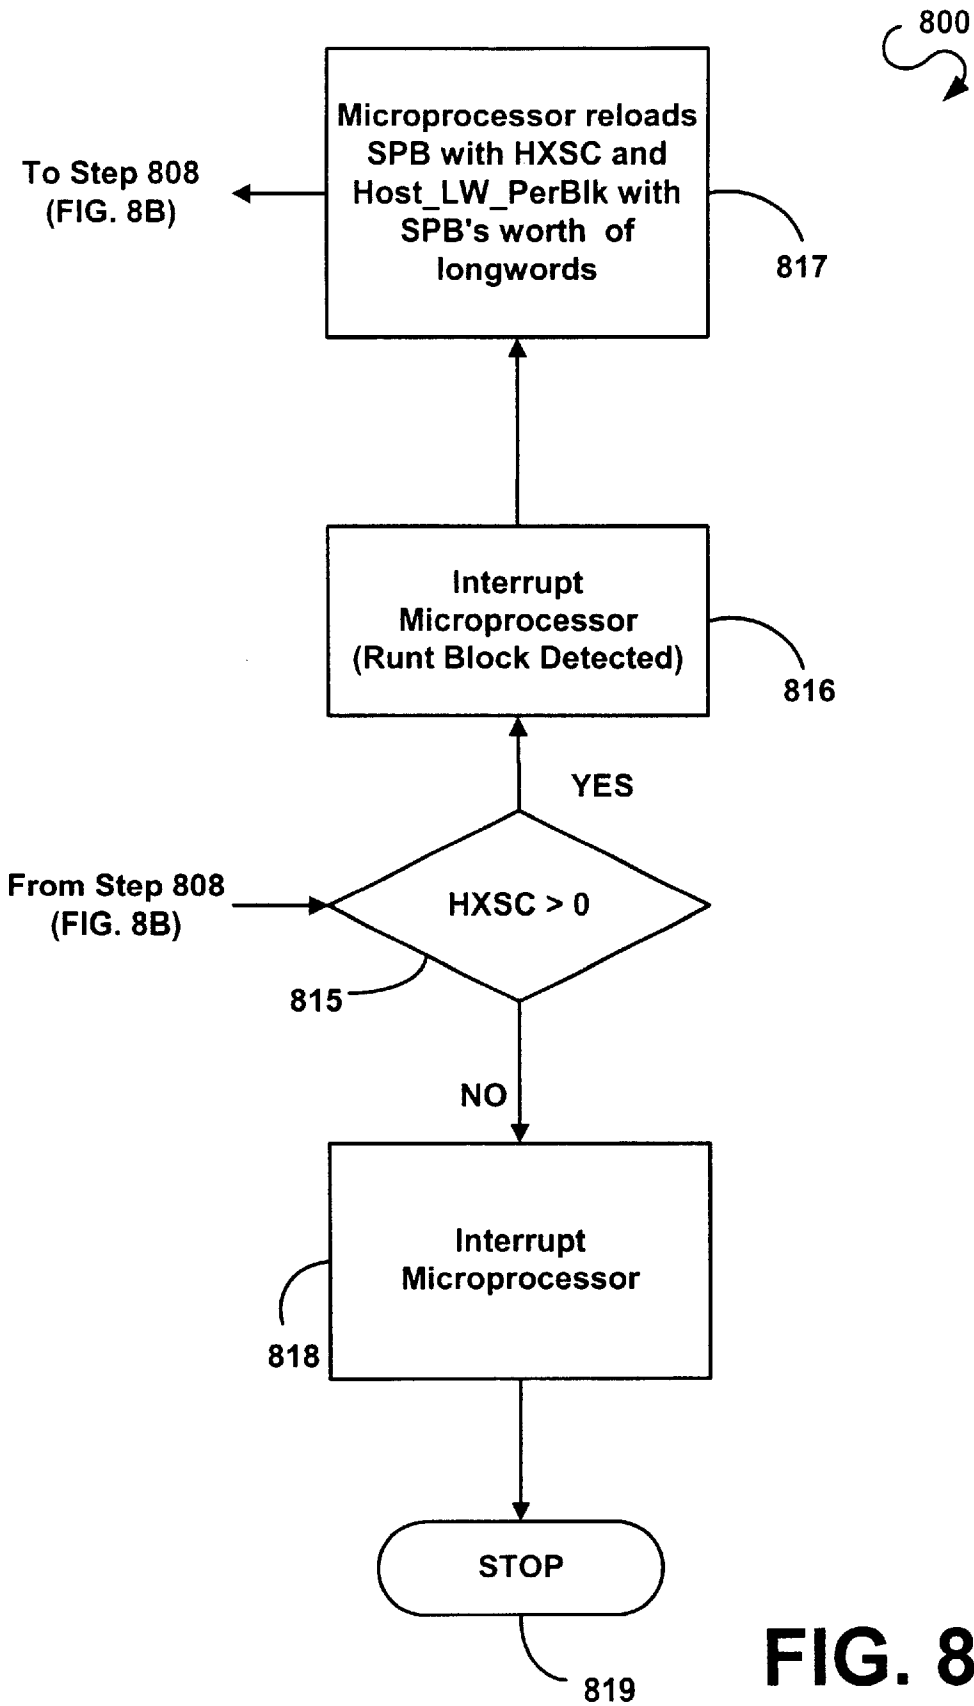 800
Microprocessor reloads
SPB with HXSC and
Host_LW_PerBlk with
SPB's worth of
longwords
To Step 808
(FIG. 8B)
817
Interrupt
Microprocessor
(Runt Block Detected)
816
YES
From Step 808
(FIG. 8B)
HXSC > 0
815
NO
Interrupt
Microprocessor
818
STOP
819
FIG. 8